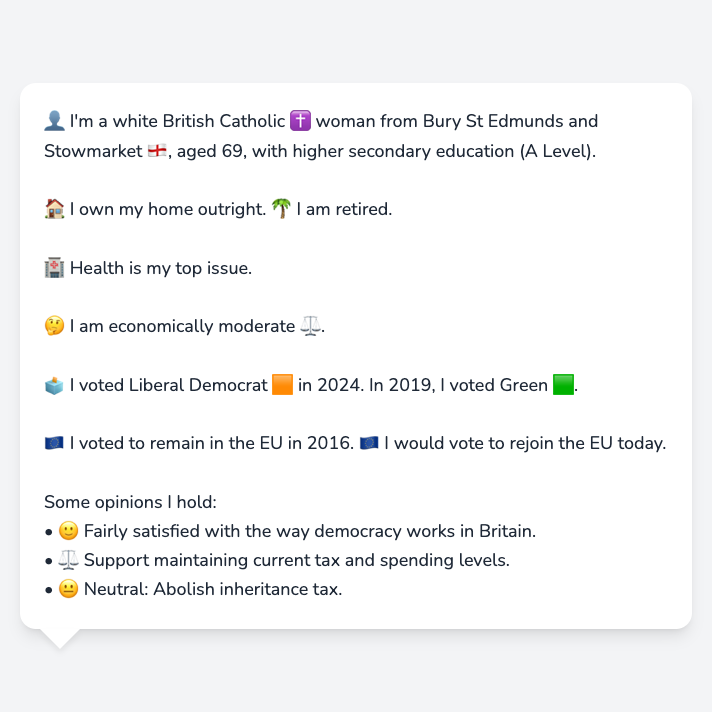 👤 I'm a white British Catholic ✝️ woman from Bury St Edmunds and
Stowmarket 🏴󠁧󠁢󠁥󠁮󠁧󠁿, aged 69, with higher secondary education (A Level).
🏠 I own my home outright. 🌴 I am retired.
🏥 Health is my top issue.
🤔 I am economically moderate ⚖️.
🗳️ I voted Liberal Democrat 🟧 in 2024. In 2019, I voted Green 🟩.
🇪🇺 I voted to remain in the EU in 2016. 🇪🇺 I would vote to rejoin the EU today.
Some opinions I hold:
• 🙂 Fairly satisfied with the way democracy works in Britain.
• ⚖️ Support maintaining current tax and spending levels.
• 😐 Neutral: Abolish inheritance tax.